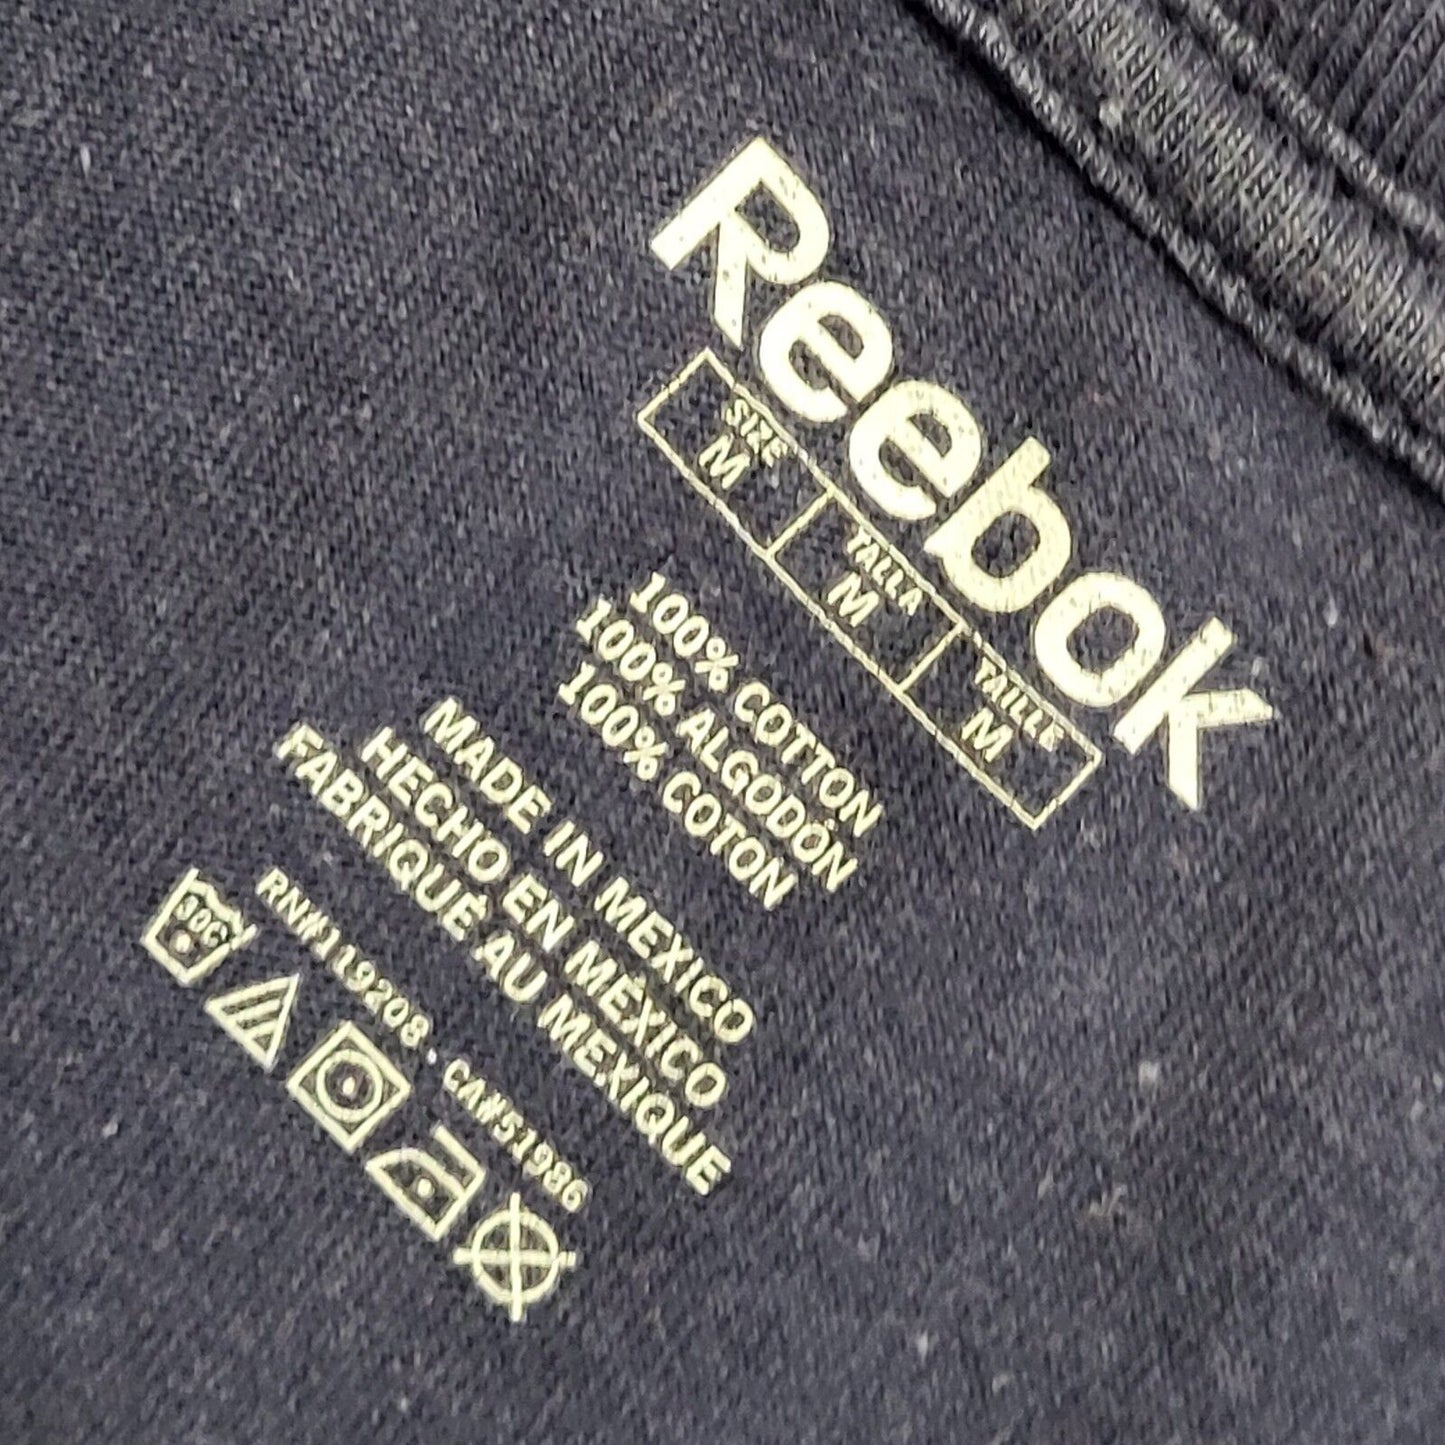 Reebok
SIZE TALLA TAILLE
M M M
100% COTTON
100% ALGODÓN
100% COTON
MADE IN MEXICO
HECHO EN MÉXICO
FABRIQUÉ AU MEXIQUE
RN#119208 · CA#51986
30C